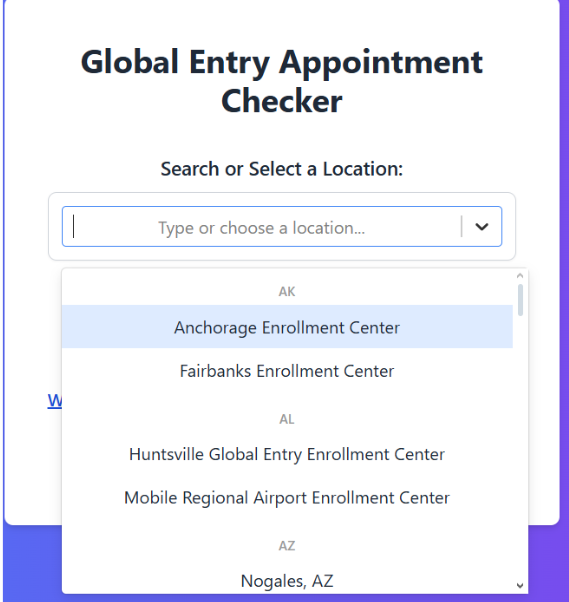 Global Entry Appointment
Checker
Search or Select a Location:
Type or choose a location...
AK
Anchorage Enrollment Center
Fairbanks Enrollment Center
AL
Huntsville Global Entry Enrollment Center
Mobile Regional Airport Enrollment Center
AZ
Nogales, AZ